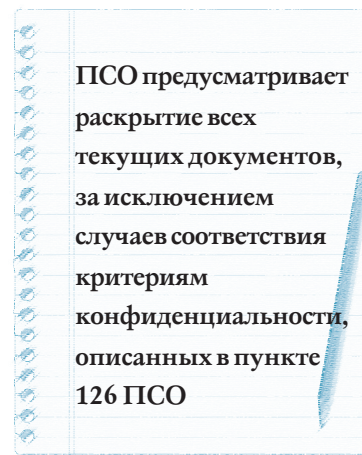 ПСО предусматривает
раскрытие всех
текущих документов,
за исключением
случаев соответствия
критериям
конфиденциальности,
описанных в пункте
126 ПСО